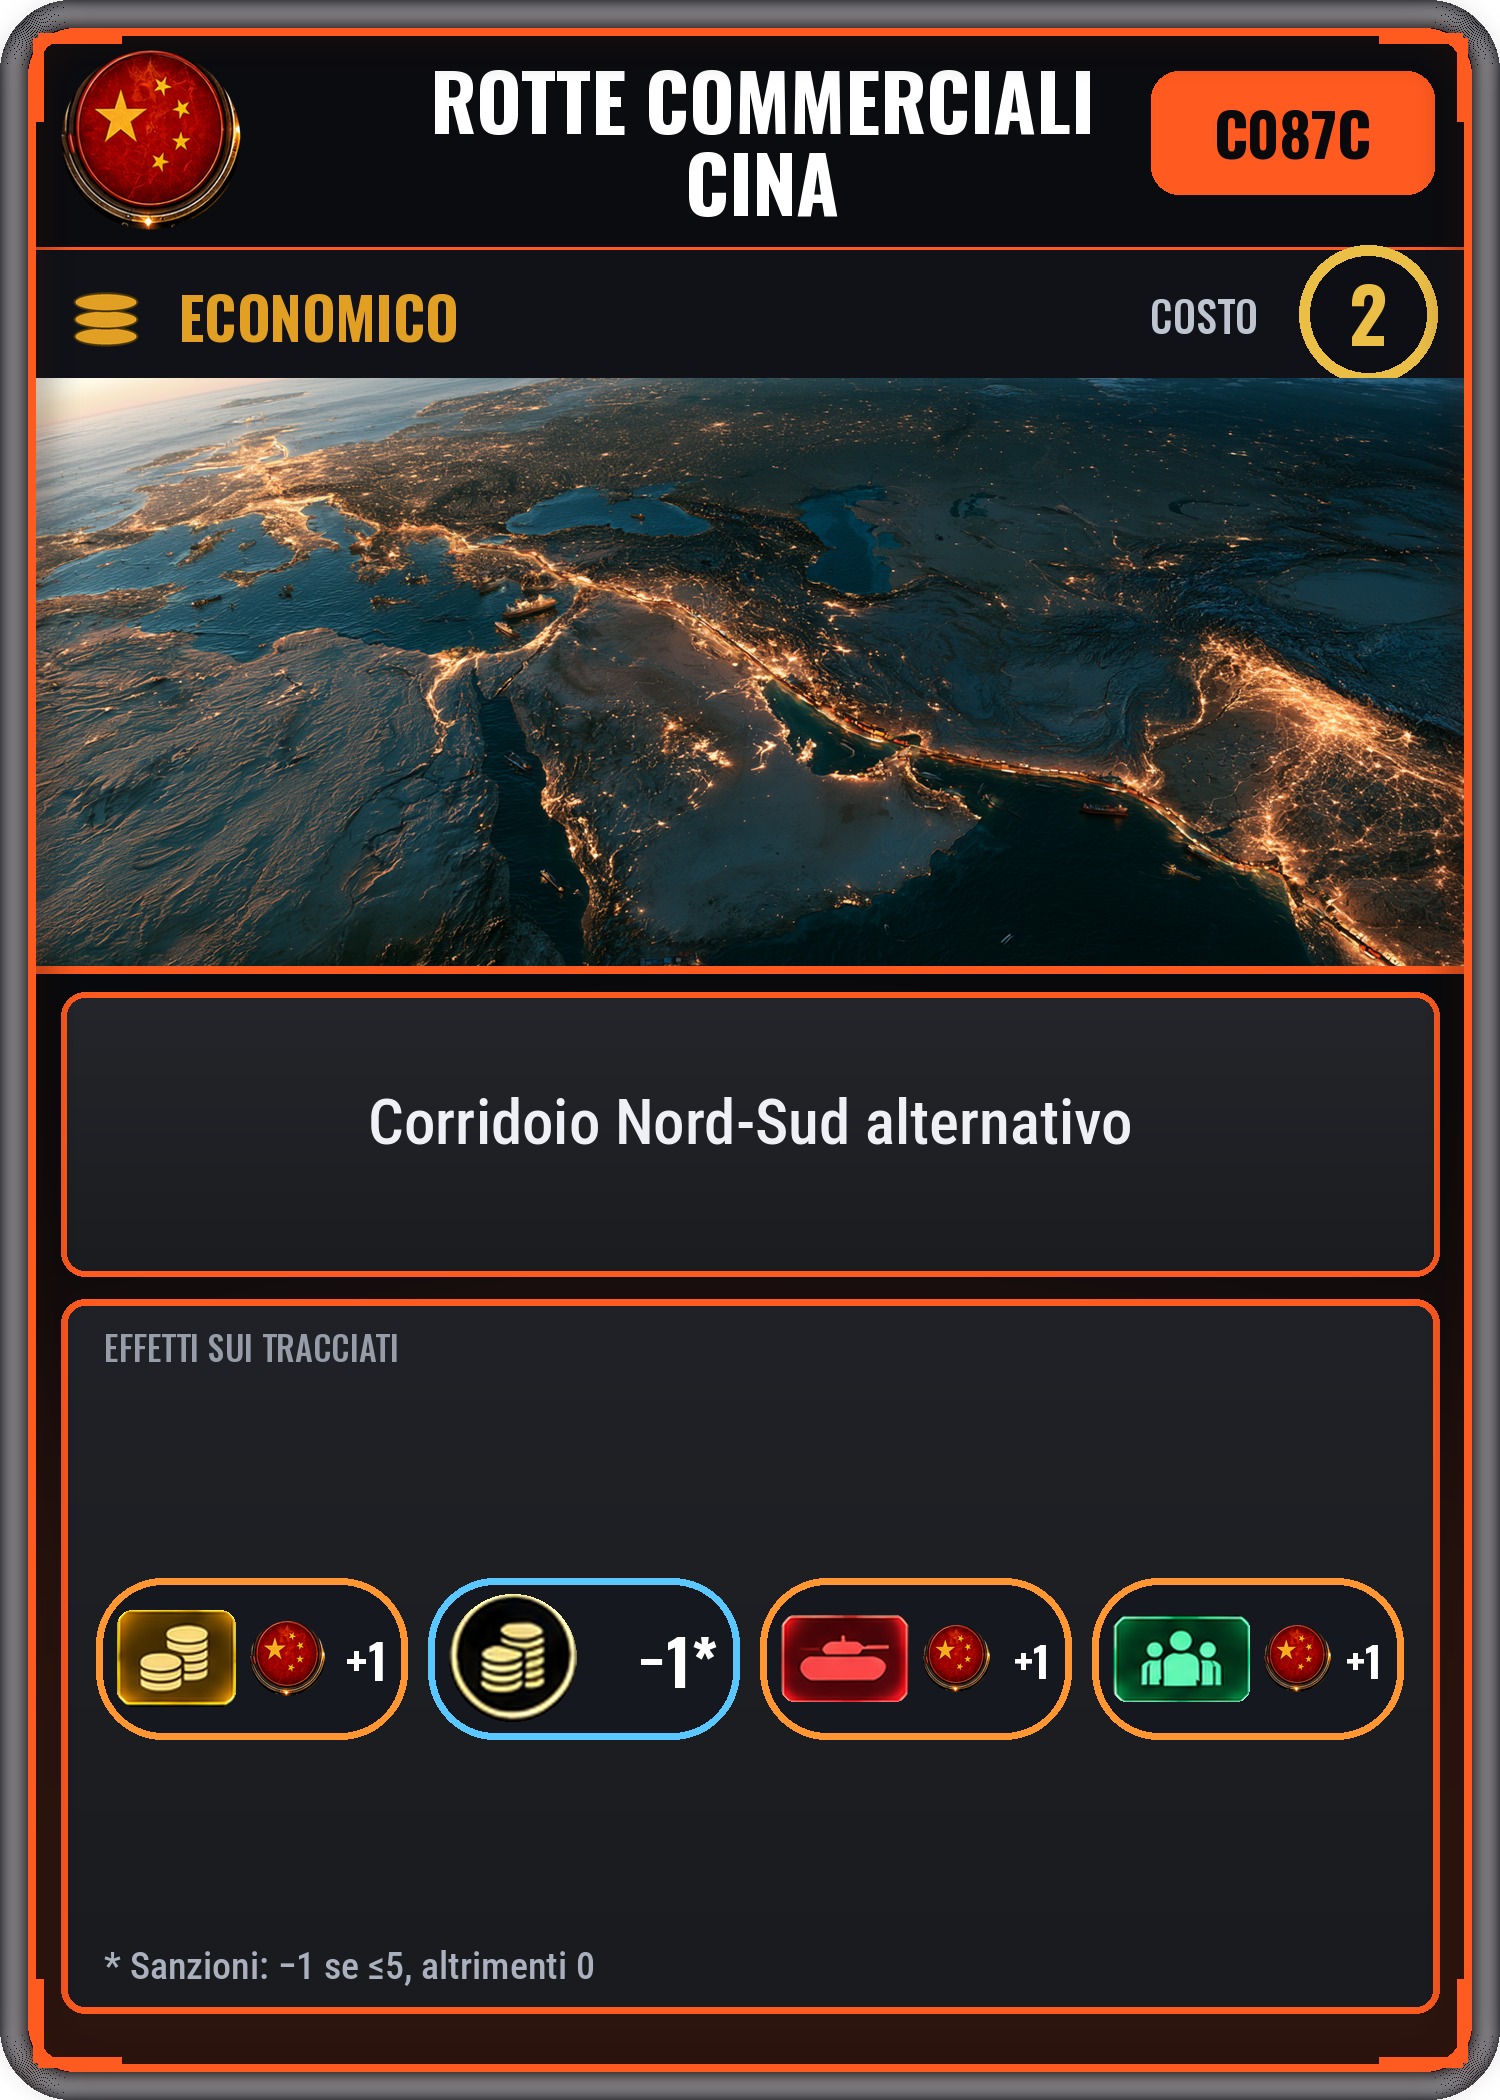 ROTTE COMMERCIALI
CINA
C087C
ECONOMICO
COSTO
2
Corridoio Nord-Sud alternativo
EFFETTI SUI TRACCIATI
+1
−1*
+1
+1
* Sanzioni: −1 se ≤5, altrimenti 0